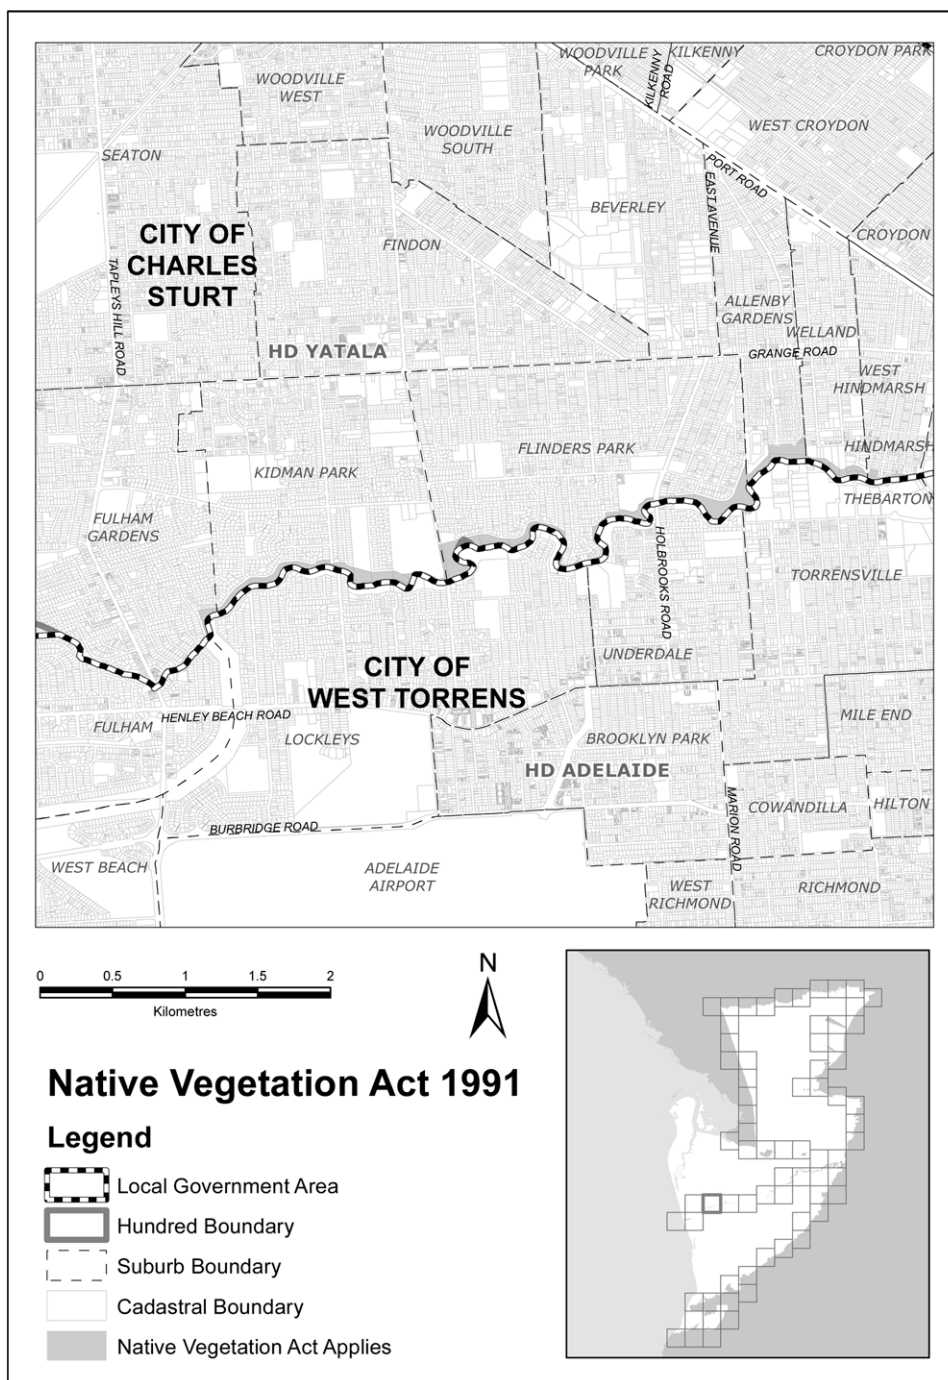 WOODVILLE
PARK
KILKENNY
CROYDON PARK
WOODVILLE
WEST
KILKENNY
ROAD
WOODVILLE
SOUTH
WEST CROYDON
SEATON
PORT ROAD
EAST AVENUE
BEVERLEY
CITY OF
CHARLES
STURT
FINDON
CROYDON
TAPLEYS HILL ROAD
ALLENBY
GARDENS
WELLAND
HD YATALA
GRANGE ROAD
WEST
HINDMARSH
FLINDERS PARK
HINDMARSH
KIDMAN PARK
THEBARTON
FULHAM
GARDENS
HOLBROOKS ROAD
TORRENSVILLE
UNDERDALE
CITY OF
WEST TORRENS
HENLEY BEACH ROAD
FULHAM
LOCKLEYS
MILE END
BROOKLYN PARK
HD ADELAIDE
MARION ROAD
COWANDILLA
HILTON
BURBRIDGE ROAD
WEST BEACH
ADELAIDE
AIRPORT
WEST
RICHMOND
RICHMOND
0 0.5 1 1.5 2
Kilometres
N
Native Vegetation Act 1991
Legend
Local Government Area
Hundred Boundary
Suburb Boundary
Cadastral Boundary
Native Vegetation Act Applies